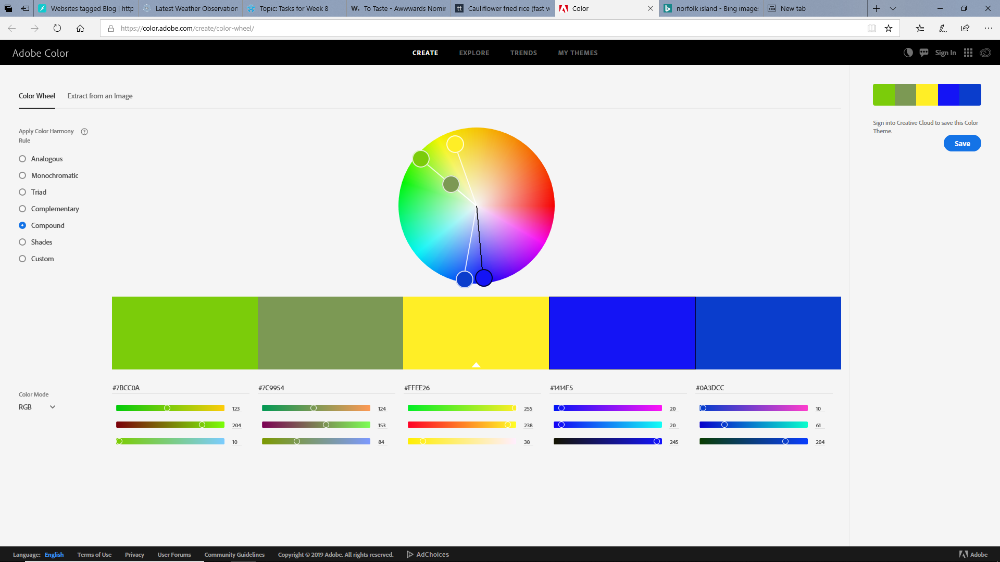 Websites tagged Blog | http
Latest Weather Observation
Topic: Tasks for Week 8
W. To Taste - Awwwards Nomin
tt Cauliflower fried rice (fast ve
Color
norfolk island - Bing images
New tab
https://color.adobe.com/create/color-wheel/
Adobe Color
CREATE
EXPLORE
TRENDS
MY THEMES
Sign In
Color Wheel
Extract from an Image
Apply Color Harmony
Rule
?
Analogous
Monochromatic
Triad
Complementary
Compound
Shades
Custom
Sign into Creative Cloud to save this Color
Theme.
Save
Color Mode
RGB
#7BCC0A
123
204
10
#7C9954
124
153
84
#FFEE26
255
238
38
#1414F5
20
20
245
#0A3DCC
10
61
204
Language: English
Terms of Use
Privacy
User Forums
Community Guidelines
Copyright © 2019 Adobe. All rights reserved.
AdChoices
Adobe